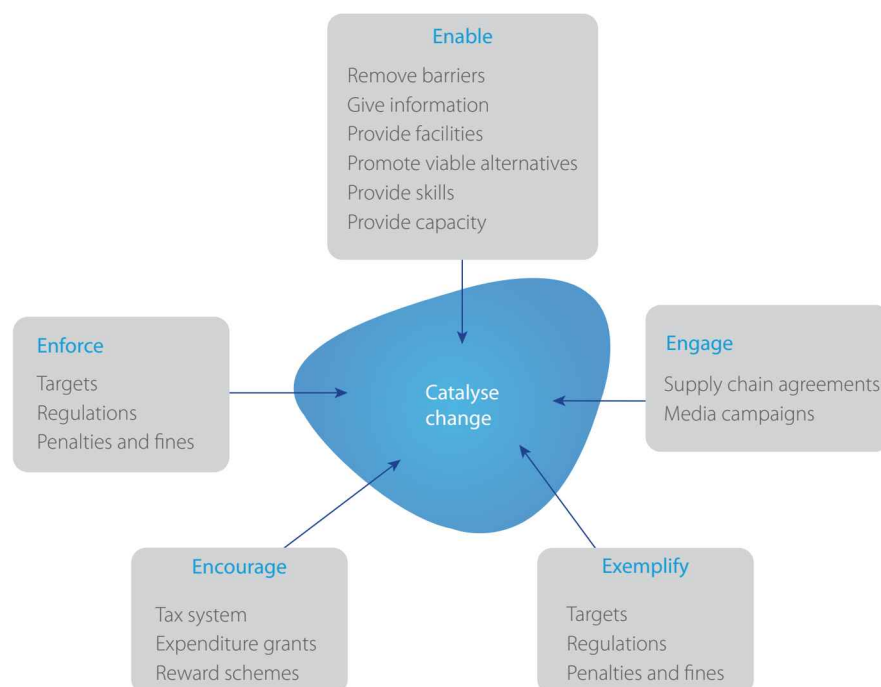 Enable
Remove barriers
Give information
Provide facilities
Promote viable alternatives
Provide skills
Provide capacity
Enforce
Targets
Regulations
Penalties and fines
Catalyse
change
Engage
Supply chain agreements
Media campaigns
Encourage
Tax system
Expenditure grants
Reward schemes
Exemplify
Targets
Regulations
Penalties and fines